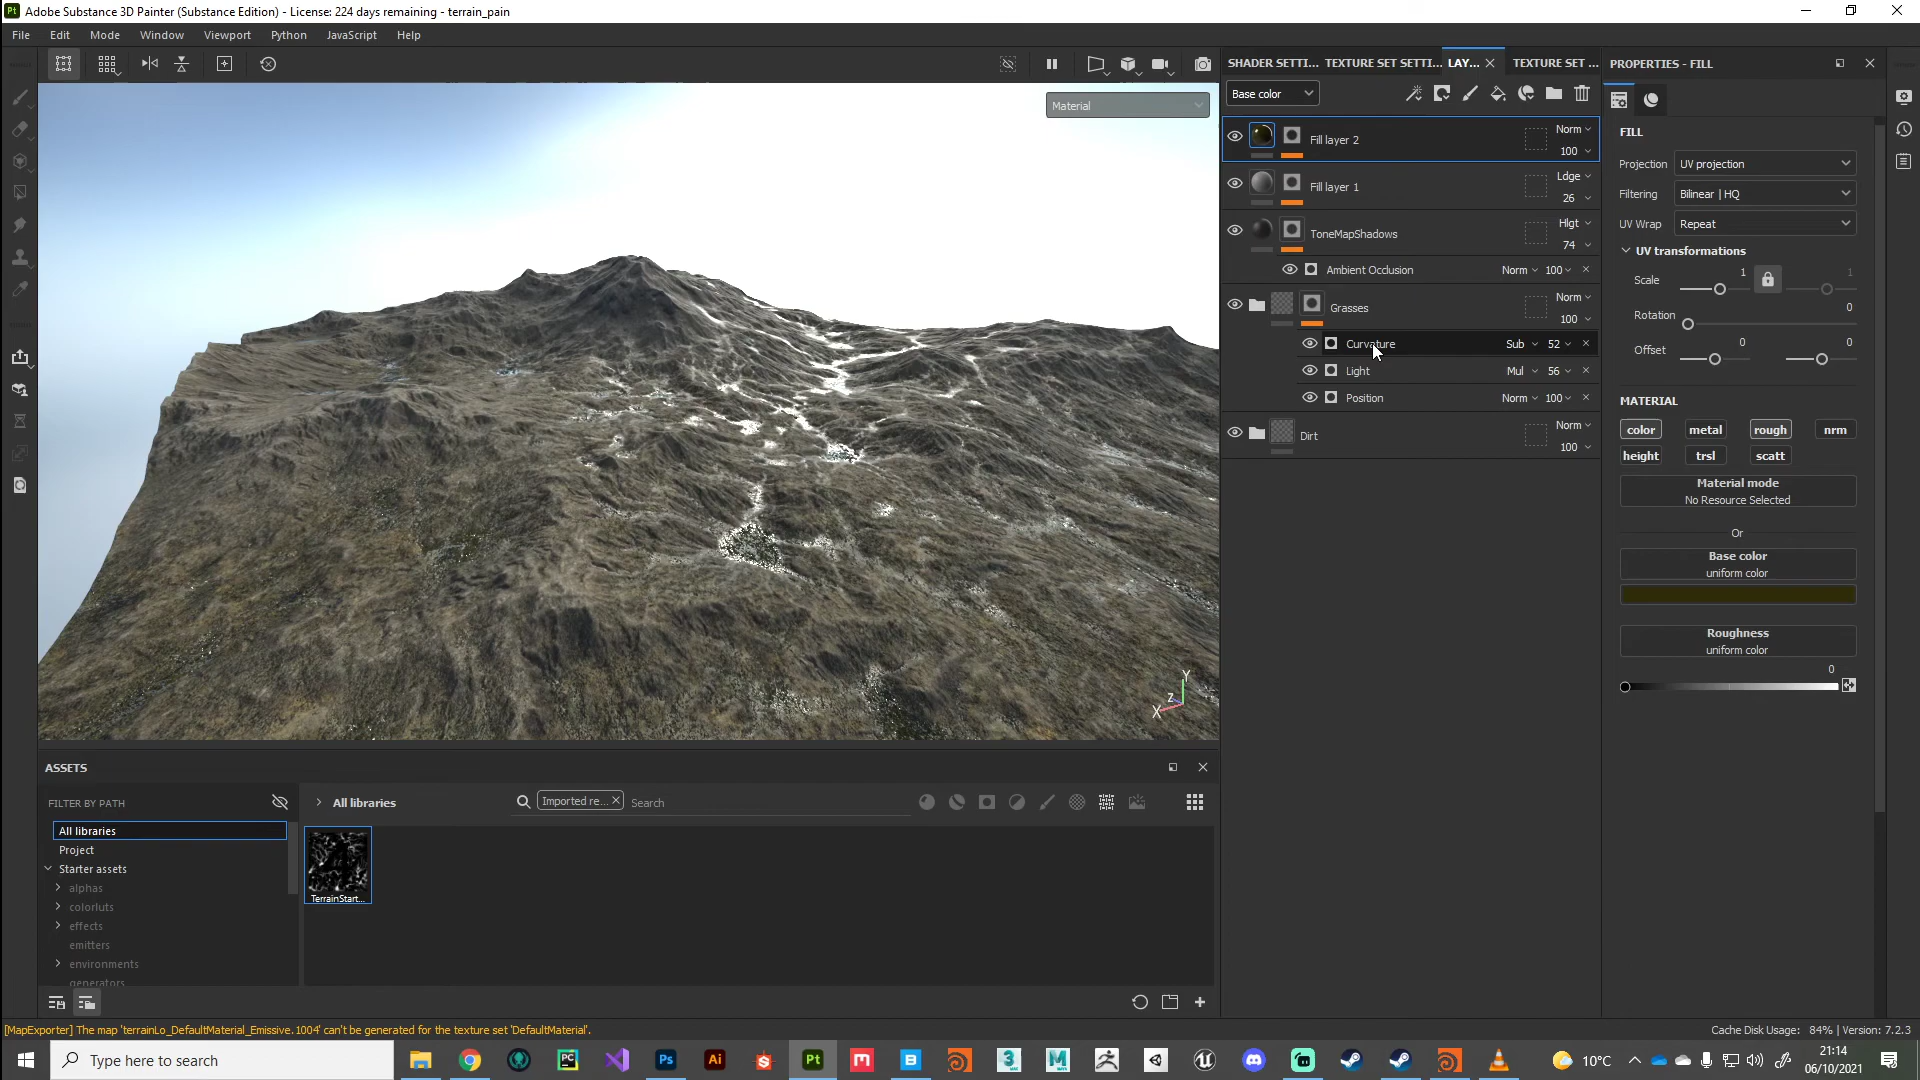 Pt Adobe Substance 3D Painter (Substance Edition) - License: 224 days remaining - terrain_pain
File Edit Mode Window Viewport Python JavaScript Help
SHADER SETTI... TEXTURE SET SETTI... LAY... TEXTURE SET ... PROPERTIES - FILL
Base color
Material
FILL
Fill layer 2 Norm 100
Projection UV projection
Filtering Bilinear | HQ
Fill layer 1 Ldge 26
UV Wrap Repeat
ToneMapShadows Hlgt 74
UV transformations
Ambient Occlusion Norm 100
Scale 1 1
Grasses Norm 100
Rotation 0
Curvature Sub 52
Offset 0 0
Light Mul 56
Position Norm 100
MATERIAL
Dirt Norm 100
color metal rough nrm
height trsl scatt
Material mode
No Resource Selected
Or
Base color
uniform color
Roughness
uniform color
0
Y
Z
X
ASSETS
FILTER BY PATH
All libraries Imported re... Search
All libraries
Project
Starter assets
alphas
colorluts
effects
emitters
environments
generators
TerrainStart...
[MapExporter] The map 'terrainLo_DefaultMaterial_Emissive.1004' can't be generated for the texture set 'DefaultMaterial'.
Cache Disk Usage: 84% | Version: 7.2.3
Type here to search
PC Ps Ai Pt B 3 M
10°C
21:14
06/10/2021